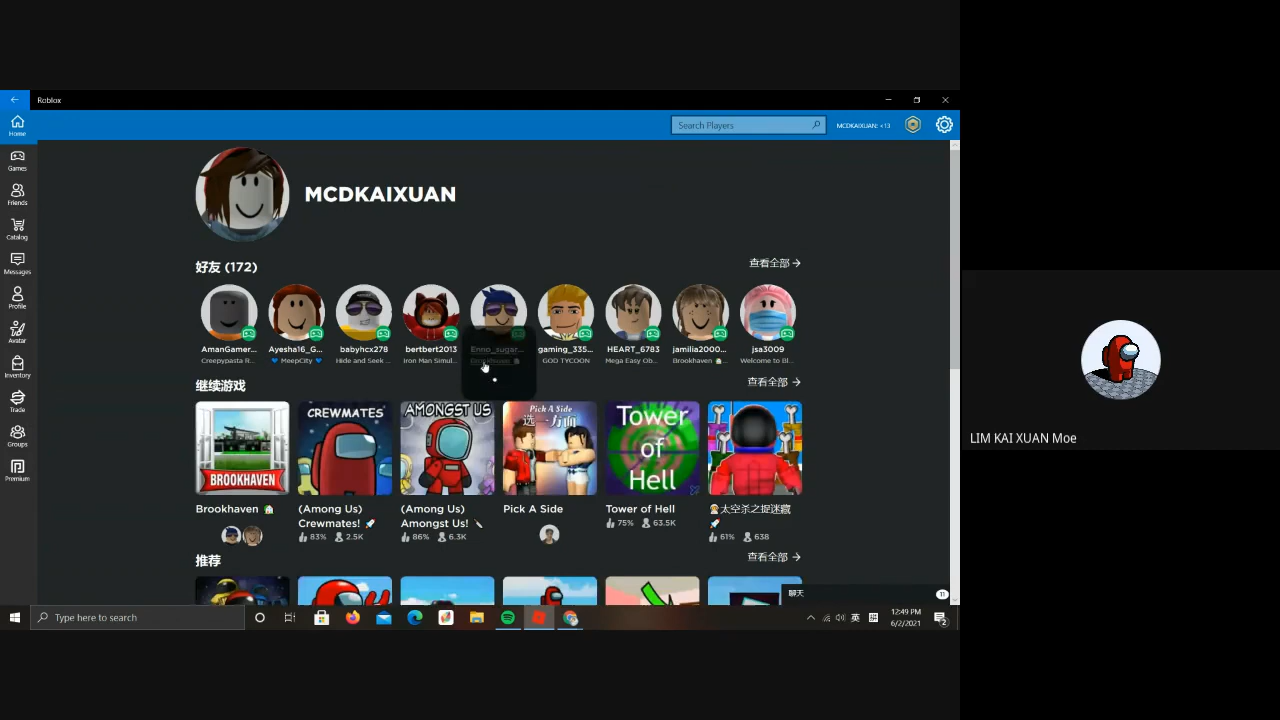 Roblox
Search Players
MCDKAIXUAN: <13
Home
Games
Friends
Catalog
Messages
Profile
Avatar
Inventory
Trade
Groups
Premium
MCDKAIXUAN
好友 (172)
查看全部
AmanGamer...
Ayesha16_G...
babyhcx278
bertbert2013
Enno_sugar...
gaming_335...
HEART_6783
jamilia2000...
jsa3009
Creepypasta R...
MeepCity
Hide and Seek ...
Iron Man Simul...
Brookhaven
GOD TYCOON
Mega Easy Ob...
Brookhaven
Welcome to Bl...
继续游戏
查看全部
BROOKHAVEN
CREWMATES
AMONGST US
Pick A Side
选一方面
Tower
of
Hell
Brookhaven
(Among Us)
Crewmates!
83% 2.5K
(Among Us)
Amongst Us!
86% 6.3K
Pick A Side
Tower of Hell
75% 63.5K
太空杀之捉迷藏
61% 638
推荐
查看全部
聊天
11
Type here to search
英
拼
12:49 PM
6/2/2021
2
LIM KAI XUAN Moe